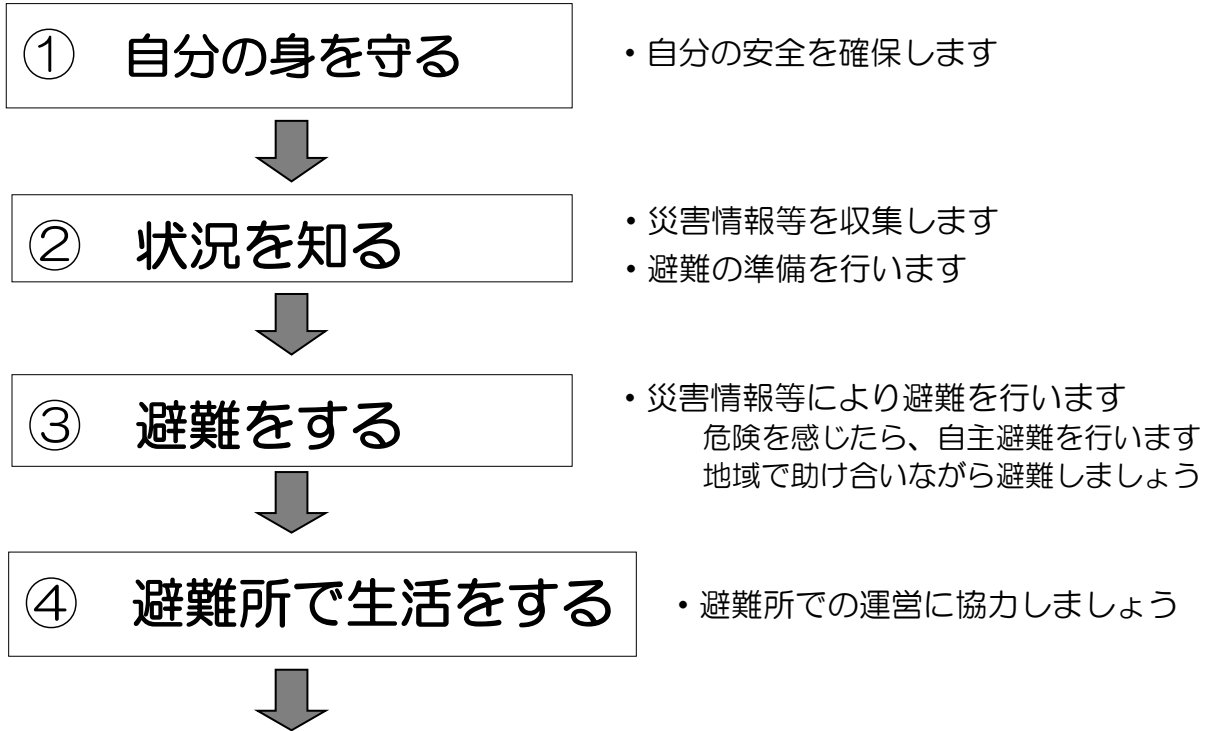 ① 自分の身を守る
・自分の安全を確保します
② 状況を知る
・災害情報等を収集します
・避難の準備を行います
③ 避難をする
・災害情報等により避難を行います
危険を感じたら、自主避難を行います
地域で助け合いながら避難しましょう
④ 避難所で生活をする
・避難所での運営に協力しましょう